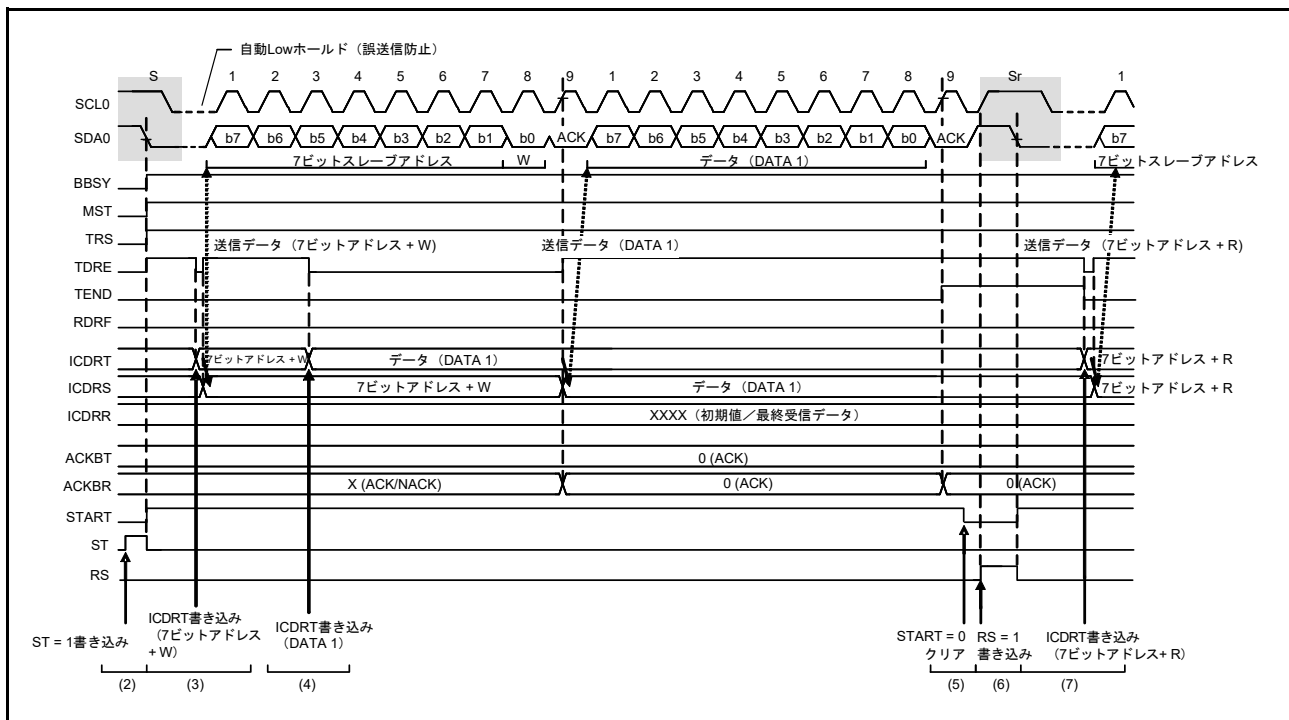 自動Lowホールド（誤送信防止）
S 1 2 3 4 5 6 7 8 9 1 2 3 4 5 6 7 8 9 Sr 1
SCL0
SDA0 b7 b6 b5 b4 b3 b2 b1 b0 ACK b7 b6 b5 b4 b3 b2 b1 b0 ACK b7
7ビットスレーブアドレス W データ（DATA 1） 7ビットスレーブアドレス
BBSY
MST
TRS
送信データ（7ビットアドレス + W） 送信データ（DATA 1） 送信データ（7ビットアドレス + R）
TDRE
TEND
RDRF
ICDRT 7ビットアドレス + W データ（DATA 1） 7ビットアドレス + R
ICDRS 7ビットアドレス + W データ（DATA 1） 7ビットアドレス + R
ICDRR XXXX（初期値／最終受信データ）
ACKBT 0 (ACK)
ACKBR X (ACK/NACK) 0 (ACK) 0 (ACK)
START
ST
RS
ST = 1書き込み
ICDRT書き込み
（7ビットアドレス
+ W）
ICDRT書き込み
(DATA 1)
START = 0
クリア
RS = 1
書き込み
ICDRT書き込み
（7ビットアドレス+ R）
(2) (3) (4) (5) (6) (7)